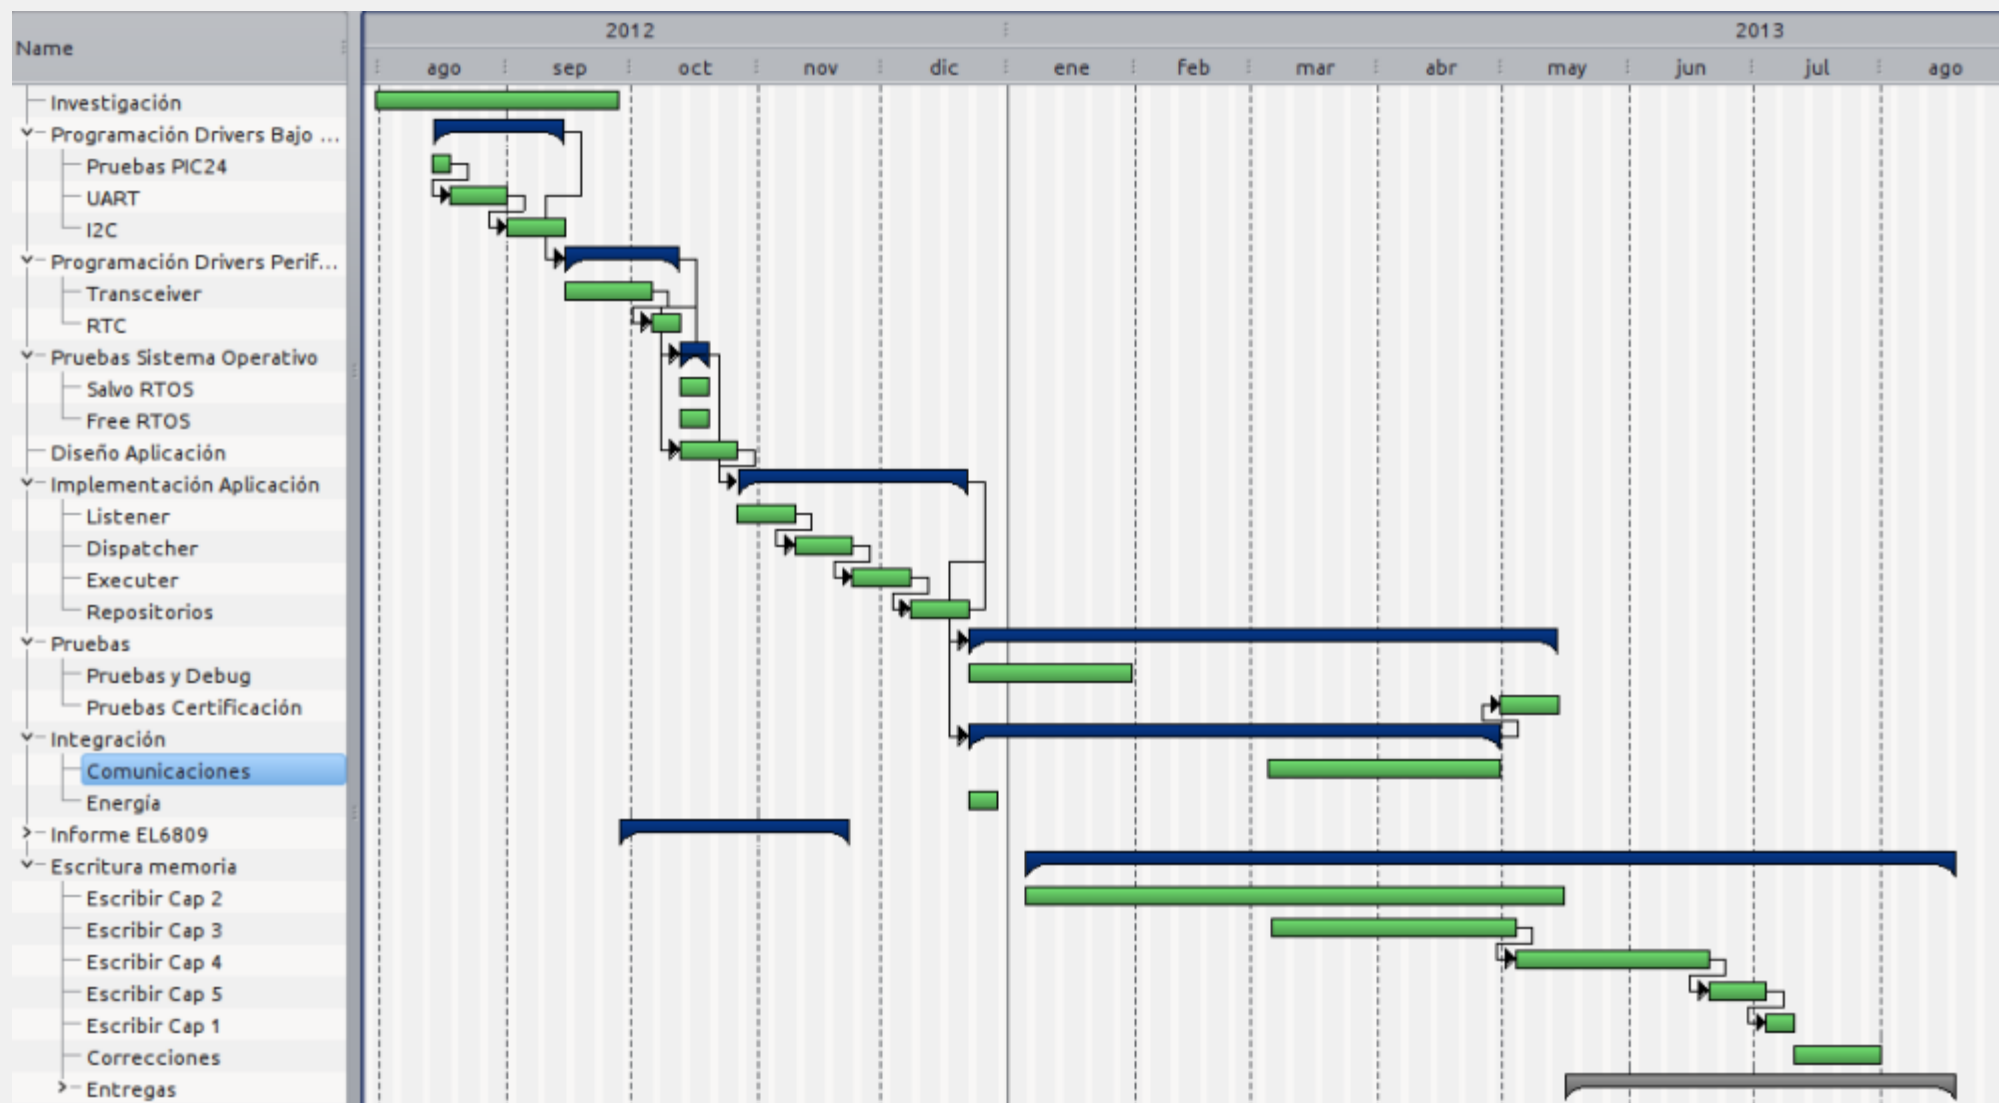 2012
2013
Name
ago sep oct nov dic ene feb mar abr may jun jul ago
Investigación
Programación Drivers Bajo ...
Pruebas PIC24
UART
I2C
Programación Drivers Perif...
Transceiver
RTC
Pruebas Sistema Operativo
Salvo RTOS
Free RTOS
Diseño Aplicación
Implementación Aplicación
Listener
Dispatcher
Executer
Repositorios
Pruebas
Pruebas y Debug
Pruebas Certificación
Integración
Comunicaciones
Energía
Informe EL6809
Escritura memoria
Escribir Cap 2
Escribir Cap 3
Escribir Cap 4
Escribir Cap 5
Escribir Cap 1
Correcciones
Entregas